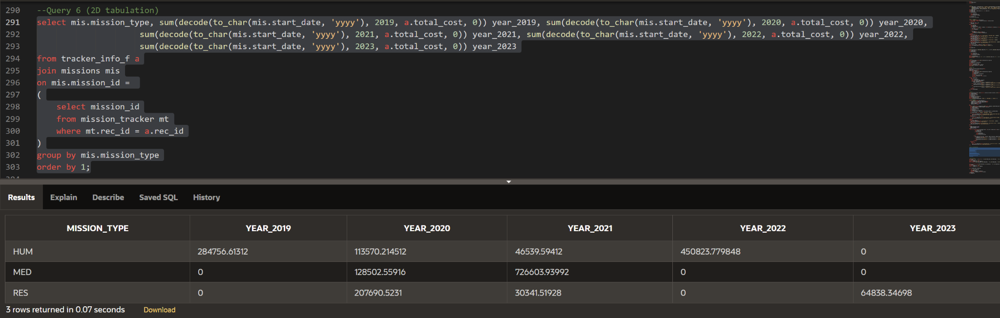 290 --Query 6 (2D tabulation)
291 select mis.mission_type, sum(decode(to_char(mis.start_date, 'yyyy'), 2019, a.total_cost, 0)) year_2019, sum(decode(to_char(mis.start_date, 'yyyy'), 2020, a.total_cost, 0)) year_2020,
292 sum(decode(to_char(mis.start_date, 'yyyy'), 2021, a.total_cost, 0)) year_2021, sum(decode(to_char(mis.start_date, 'yyyy'), 2022, a.total_cost, 0)) year_2022,
293 sum(decode(to_char(mis.start_date, 'yyyy'), 2023, a.total_cost, 0)) year_2023
294 from tracker_info_f a
295 join missions mis
296 on mis.mission_id =
297 (
298 select mission_id
299 from mission_tracker mt
300 where mt.rec_id = a.rec_id
301 )
302 group by mis.mission_type
303 order by 1;
Results Explain Describe Saved SQL History
MISSION_TYPE YEAR_2019 YEAR_2020 YEAR_2021 YEAR_2022 YEAR_2023
HUM 284756.61312 113570.214512 46539.59412 450823.779848 0
MED 0 128502.55916 726603.93992 0 0
RES 0 207690.5231 30341.51928 0 64838.34698
3 rows returned in 0.07 seconds Download